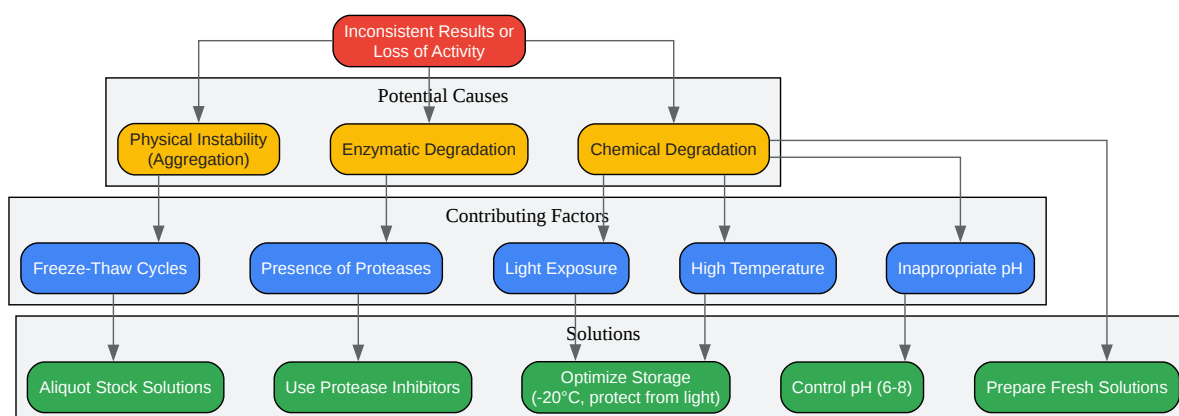 Inconsistent Results or
Loss of Activity
Potential Causes
Physical Instability
(Aggregation)
Enzymatic Degradation
Chemical Degradation
Contributing Factors
Freeze-Thaw Cycles
Presence of Proteases
Light Exposure
High Temperature
Inappropriate pH
Solutions
Aliquot Stock Solutions
Use Protease Inhibitors
Optimize Storage
(-20°C, protect from light)
Control pH (6-8)
Prepare Fresh Solutions